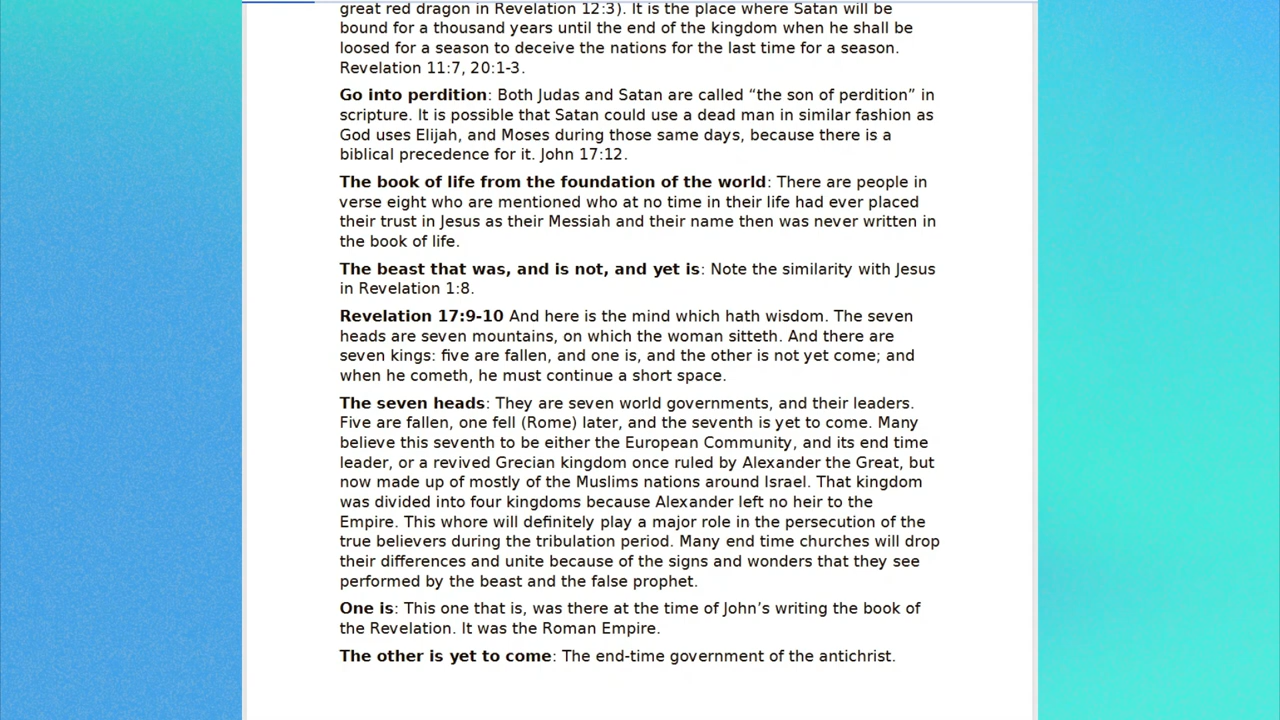 great red dragon in Revelation 12:3). It is the place where Satan will be
bound for a thousand years until the end of the kingdom when he shall be
loosed for a season to deceive the nations for the last time for a season.
Revelation 11:7, 20:1-3.
Go into perdition: Both Judas and Satan are called “the son of perdition” in
scripture. It is possible that Satan could use a dead man in similar fashion as
God uses Elijah, and Moses during those same days, because there is a
biblical precedence for it. John 17:12.
The book of life from the foundation of the world: There are people in
verse eight who are mentioned who at no time in their life had ever placed
their trust in Jesus as their Messiah and their name then was never written in
the book of life.
The beast that was, and is not, and yet is: Note the similarity with Jesus
in Revelation 1:8.
Revelation 17:9-10 And here is the mind which hath wisdom. The seven
heads are seven mountains, on which the woman sitteth. And there are
seven kings: five are fallen, and one is, and the other is not yet come; and
when he cometh, he must continue a short space.
The seven heads: They are seven world governments, and their leaders.
Five are fallen, one fell (Rome) later, and the seventh is yet to come. Many
believe this seventh to be either the European Community, and its end time
leader, or a revived Grecian kingdom once ruled by Alexander the Great, but
now made up of mostly of the Muslims nations around Israel. That kingdom
was divided into four kingdoms because Alexander left no heir to the
Empire. This whore will definitely play a major role in the persecution of the
true believers during the tribulation period. Many end time churches will drop
their differences and unite because of the signs and wonders that they see
performed by the beast and the false prophet.
One is: This one that is, was there at the time of John’s writing the book of
the Revelation. It was the Roman Empire.
The other is yet to come: The end-time government of the antichrist.